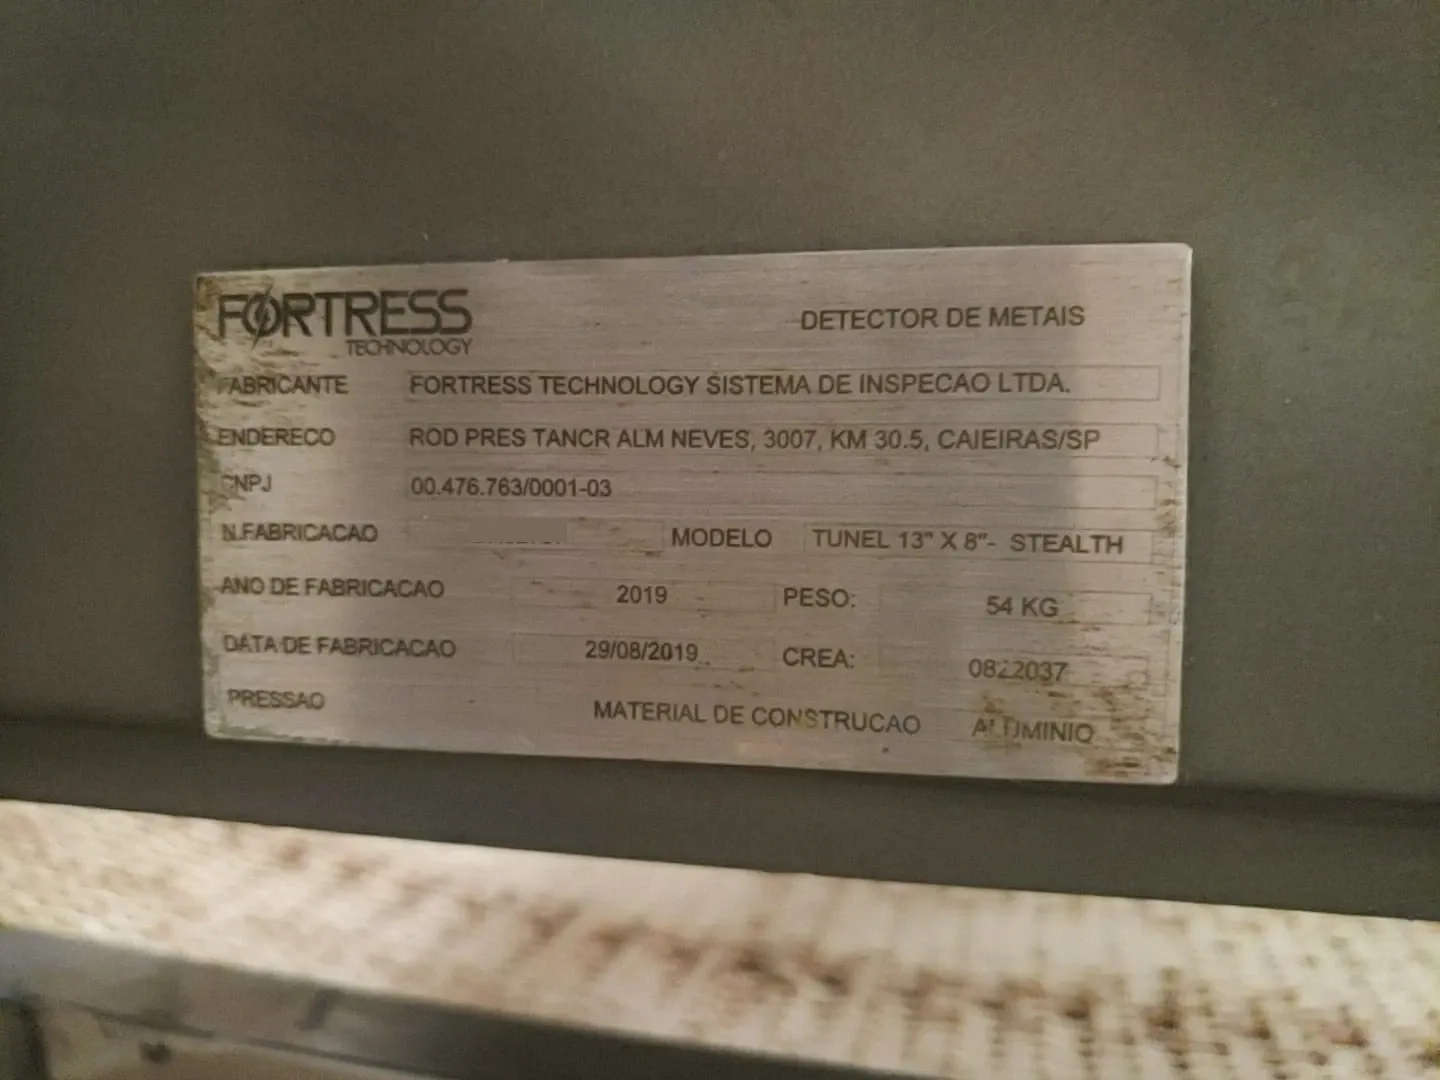 FORTRESS
TECHNOLOGY
DETECTOR DE METAIS
FABRICANTE FORTRESS TECHNOLOGY SISTEMA DE INSPECAO LTDA.
ENDERECO ROD PRES TANCR ALM NEVES, 3007, KM 30.5, CAIEIRAS/SP
CNPJ 00.476.763/0001-03
N.FABRICACAO MODELO TUNEL 13" X 8"- STEALTH
ANO DE FABRICACAO 2019 PESO: 54 KG
DATA DE FABRICACAO 29/08/2019 CREA: 0822037
PRESSAO MATERIAL DE CONSTRUCAO ALUMINIO